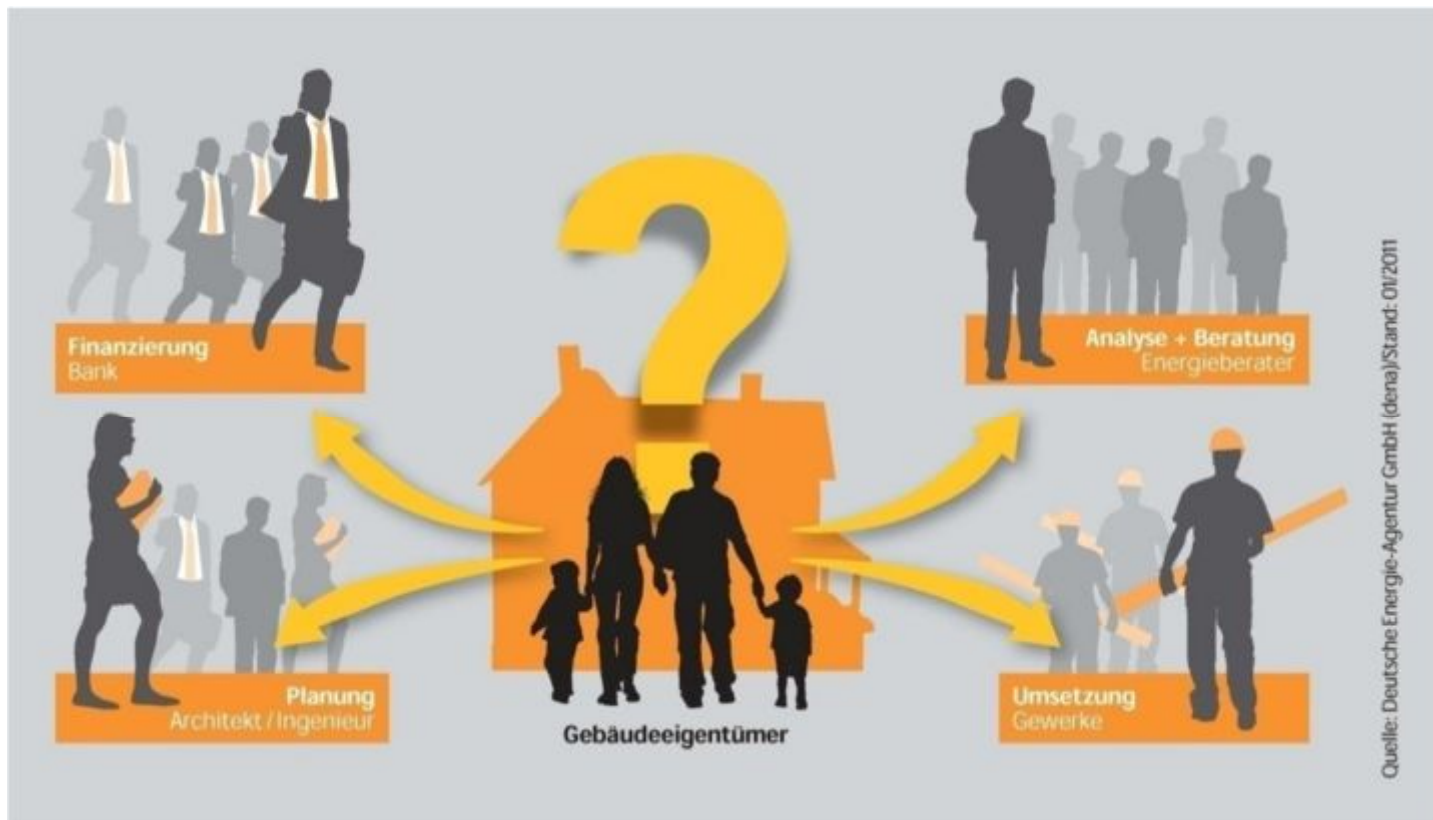 Finanzierung
Bank
Analyse + Beratung
Energieberater
Planung
Architekt / Ingenieur
Umsetzung
Gewerke
Gebäudeeigentümer
Quelle: Deutsche Energie-Agentur GmbH (dena)/Stand: 01/2011
?